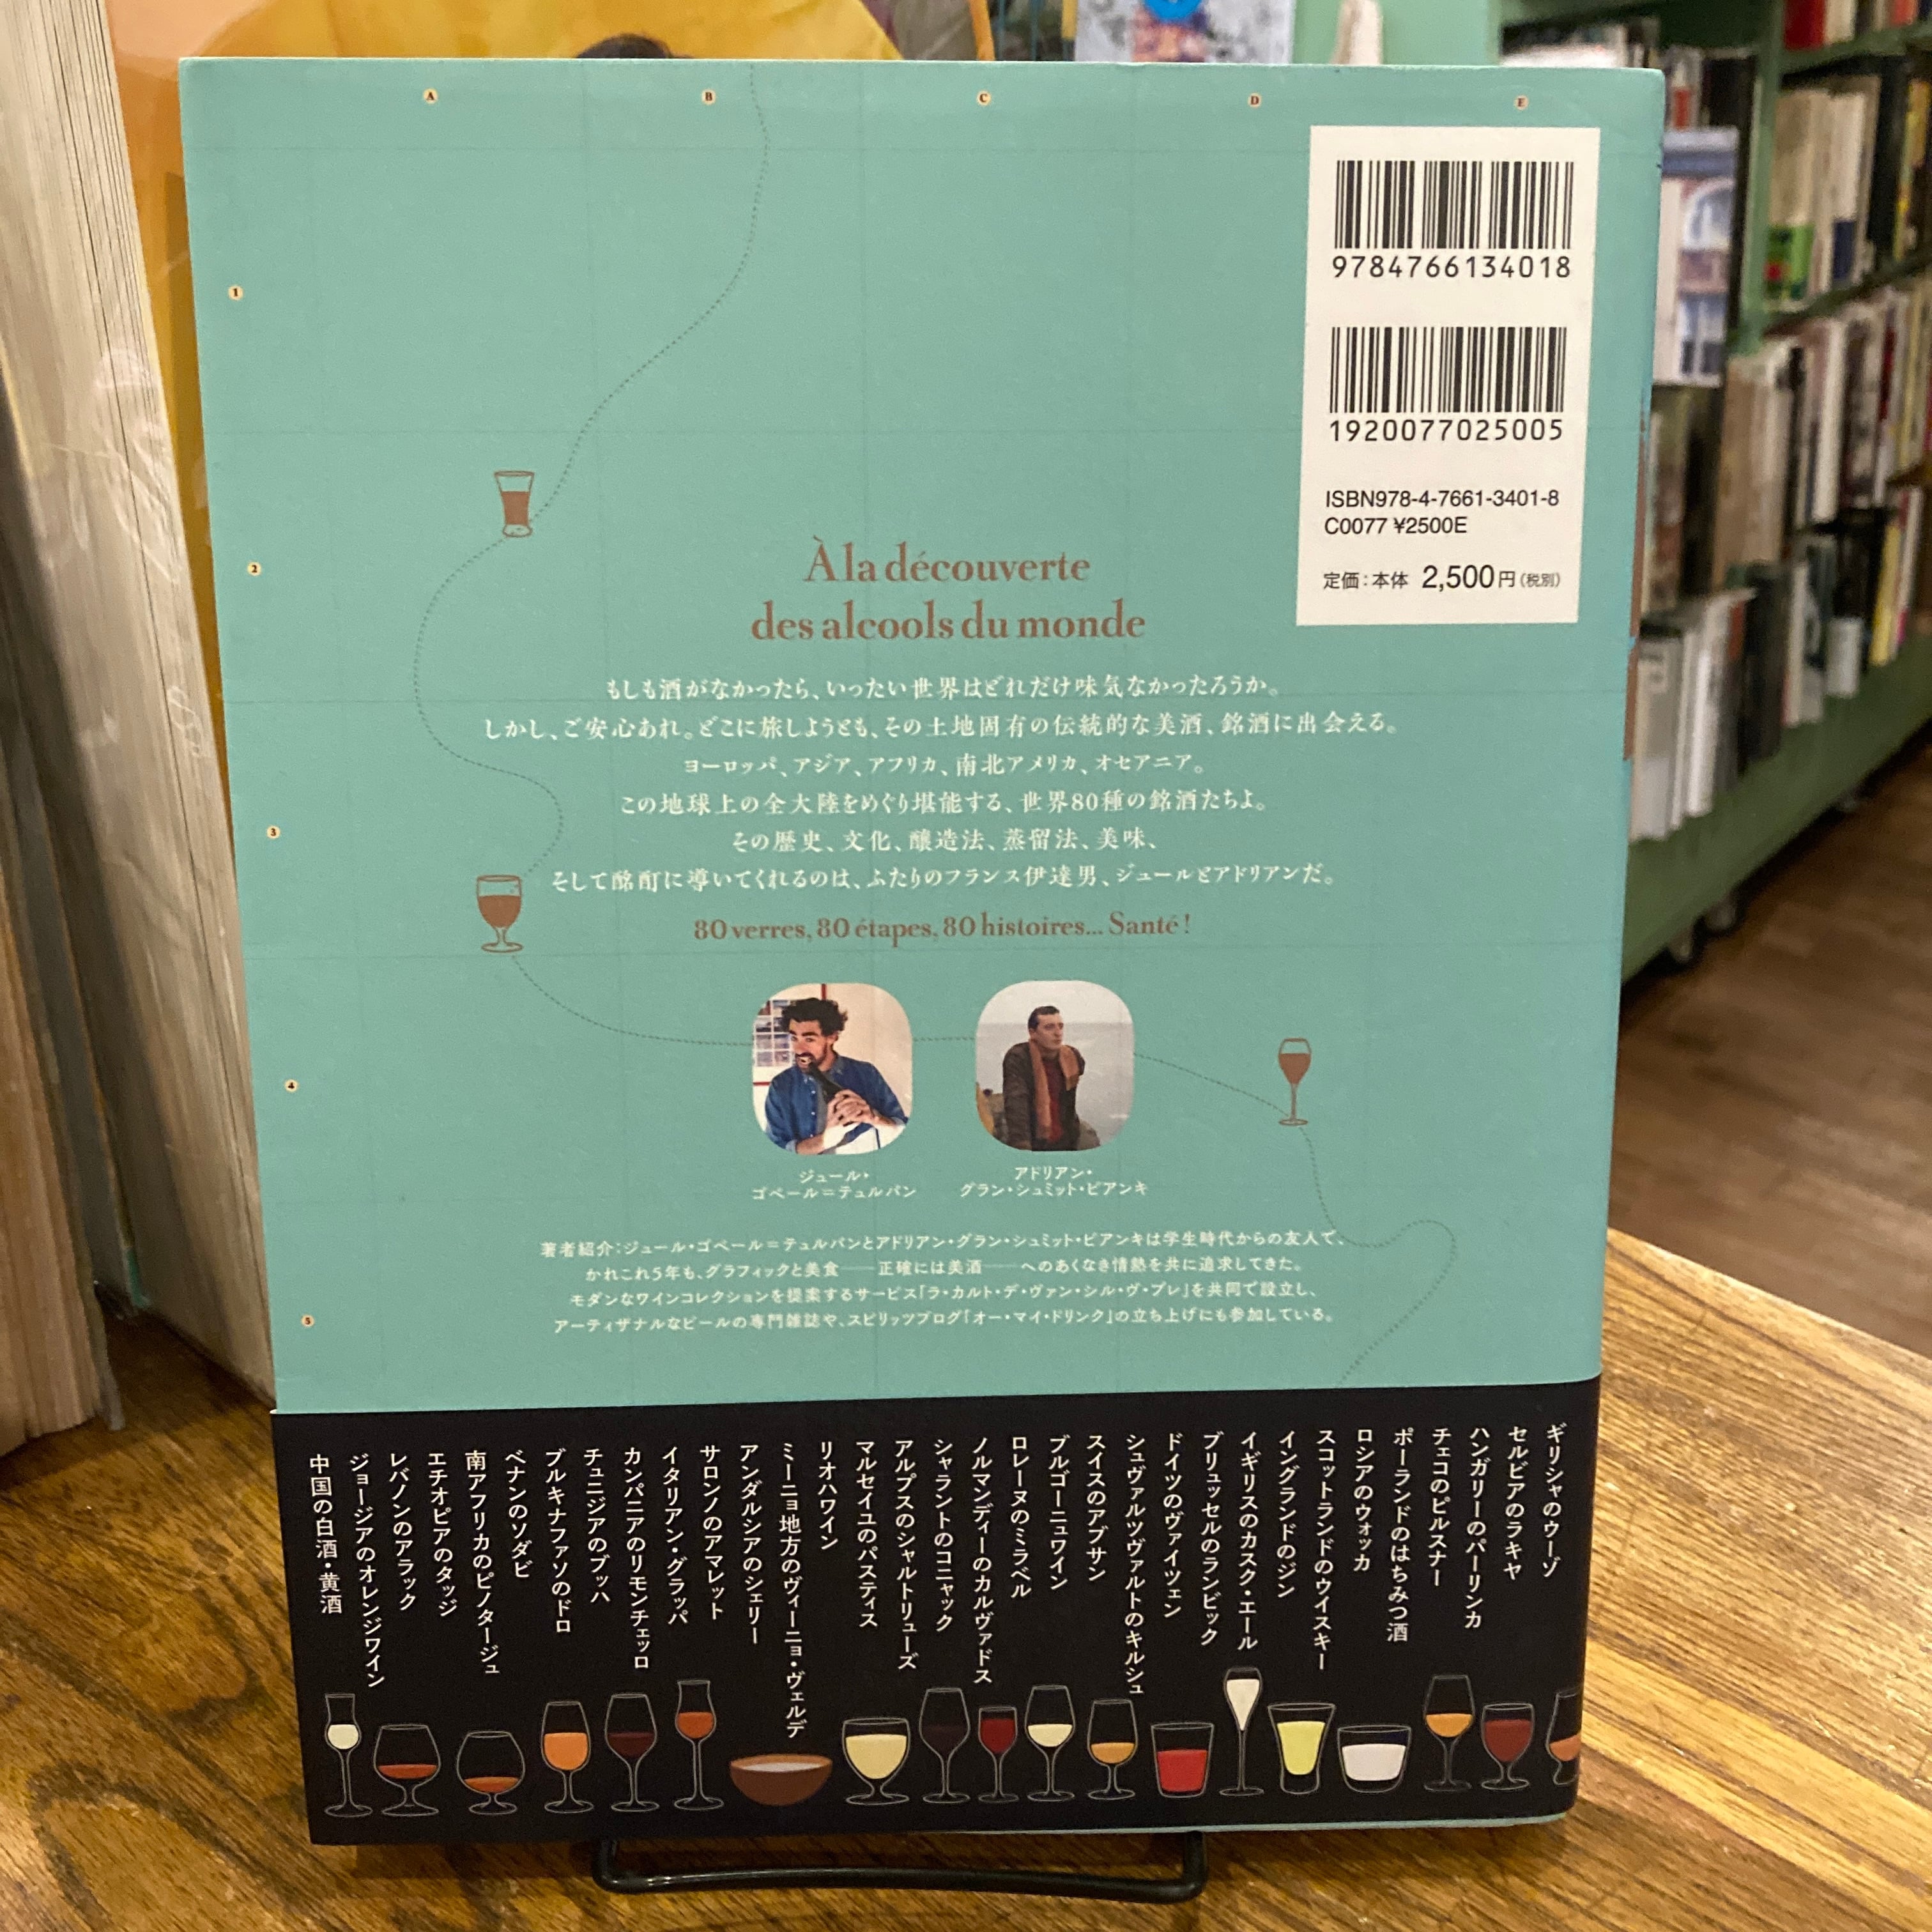 A
B
C
D
E
1
2
3
4
5
9784766134018
1920077025005
ISBN978-4-7661-3401-8
C0077 ¥2500E
定価：本体 2,500円（税別）
À la découverte
des alcools du monde
もしも酒がなかったら、いったい世界はどれだけ味気なかったろうか。
しかし、ご安心あれ。どこに旅しようとも、その土地固有の伝統的な美酒、銘酒に出会える。
ヨーロッパ、アジア、アフリカ、南北アメリカ、オセアニア。
この地球上の全大陸をめぐり堪能する、世界80種の銘酒たちよ。
その歴史、文化、醸造法、蒸留法、美味、
そして酩酊に導いてくれるのは、ふたりのフランス伊達男、ジュールとアドリアンだ。
80 verres, 80 étapes, 80 histoires... Santé !
ジュール・
ゴベール＝テュルパン
アドリアン・
グラン・シュミット・ビアンキ
著者紹介：ジュール・ゴベール＝テュルパンとアドリアン・グラン・シュミット・ビアンキは学生時代からの友人で、
かれこれ5年も、グラフィックと美食――正確には美酒――へのあくなき情熱を共に追求してきた。
モダンなワインコレクションを提案するサービス「ラ・カルト・デ・ヴァン・シル・ヴ・プレ」を共同で設立し、
アーティザナルなビールの専門雑誌や、スピリッツブログ「オー・マイ・ドリンク」の立ち上げにも参加している。
ギリシャのウーゾ
セルビアのラキヤ
ハンガリーのパーリンカ
チェコのピルスナー
ポーランドのはちみつ酒
ロシアのウォッカ
スコットランドのウイスキー
イングランドのジン
イギリスのカスク・エール
ブリュッセルのランビック
ドイツのヴァイツェン
シュヴァルツヴァルトのキルシュ
スイスのアブサン
ブルゴーニュワイン
ロレーヌのミラベル
ノルマンディーのカルヴァドス
シャラントのコニャック
アルプスのシャルトリューズ
マルセイユのパスティス
リオハワイン
ミーニョ地方のヴィーニョ・ヴェルデ
アンダルシアのシェリー
サロンノのアマレット
イタリアン・グラッパ
カンパニアのリモンチェッロ
チュニジアのブッハ
ブルキナファソのドロ
ベナンのソダビ
南アフリカのピノタージュ
エチオピアのタッジ
レバノンのアラック
ジョージアのオレンジワイン
中国の白酒・黄酒